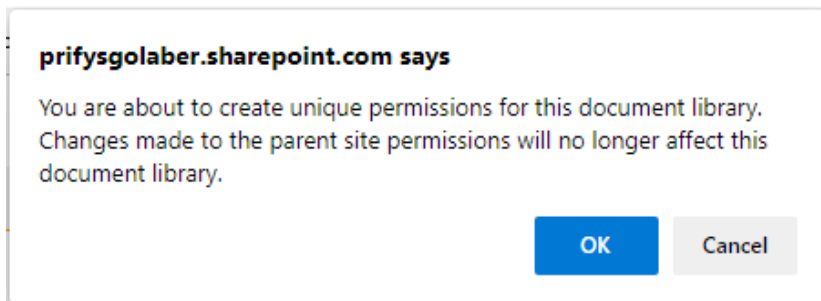 prifysgolaber.sharepoint.com says
You are about to create unique permissions for this document library.
Changes made to the parent site permissions will no longer affect this
document library.
OK Cancel